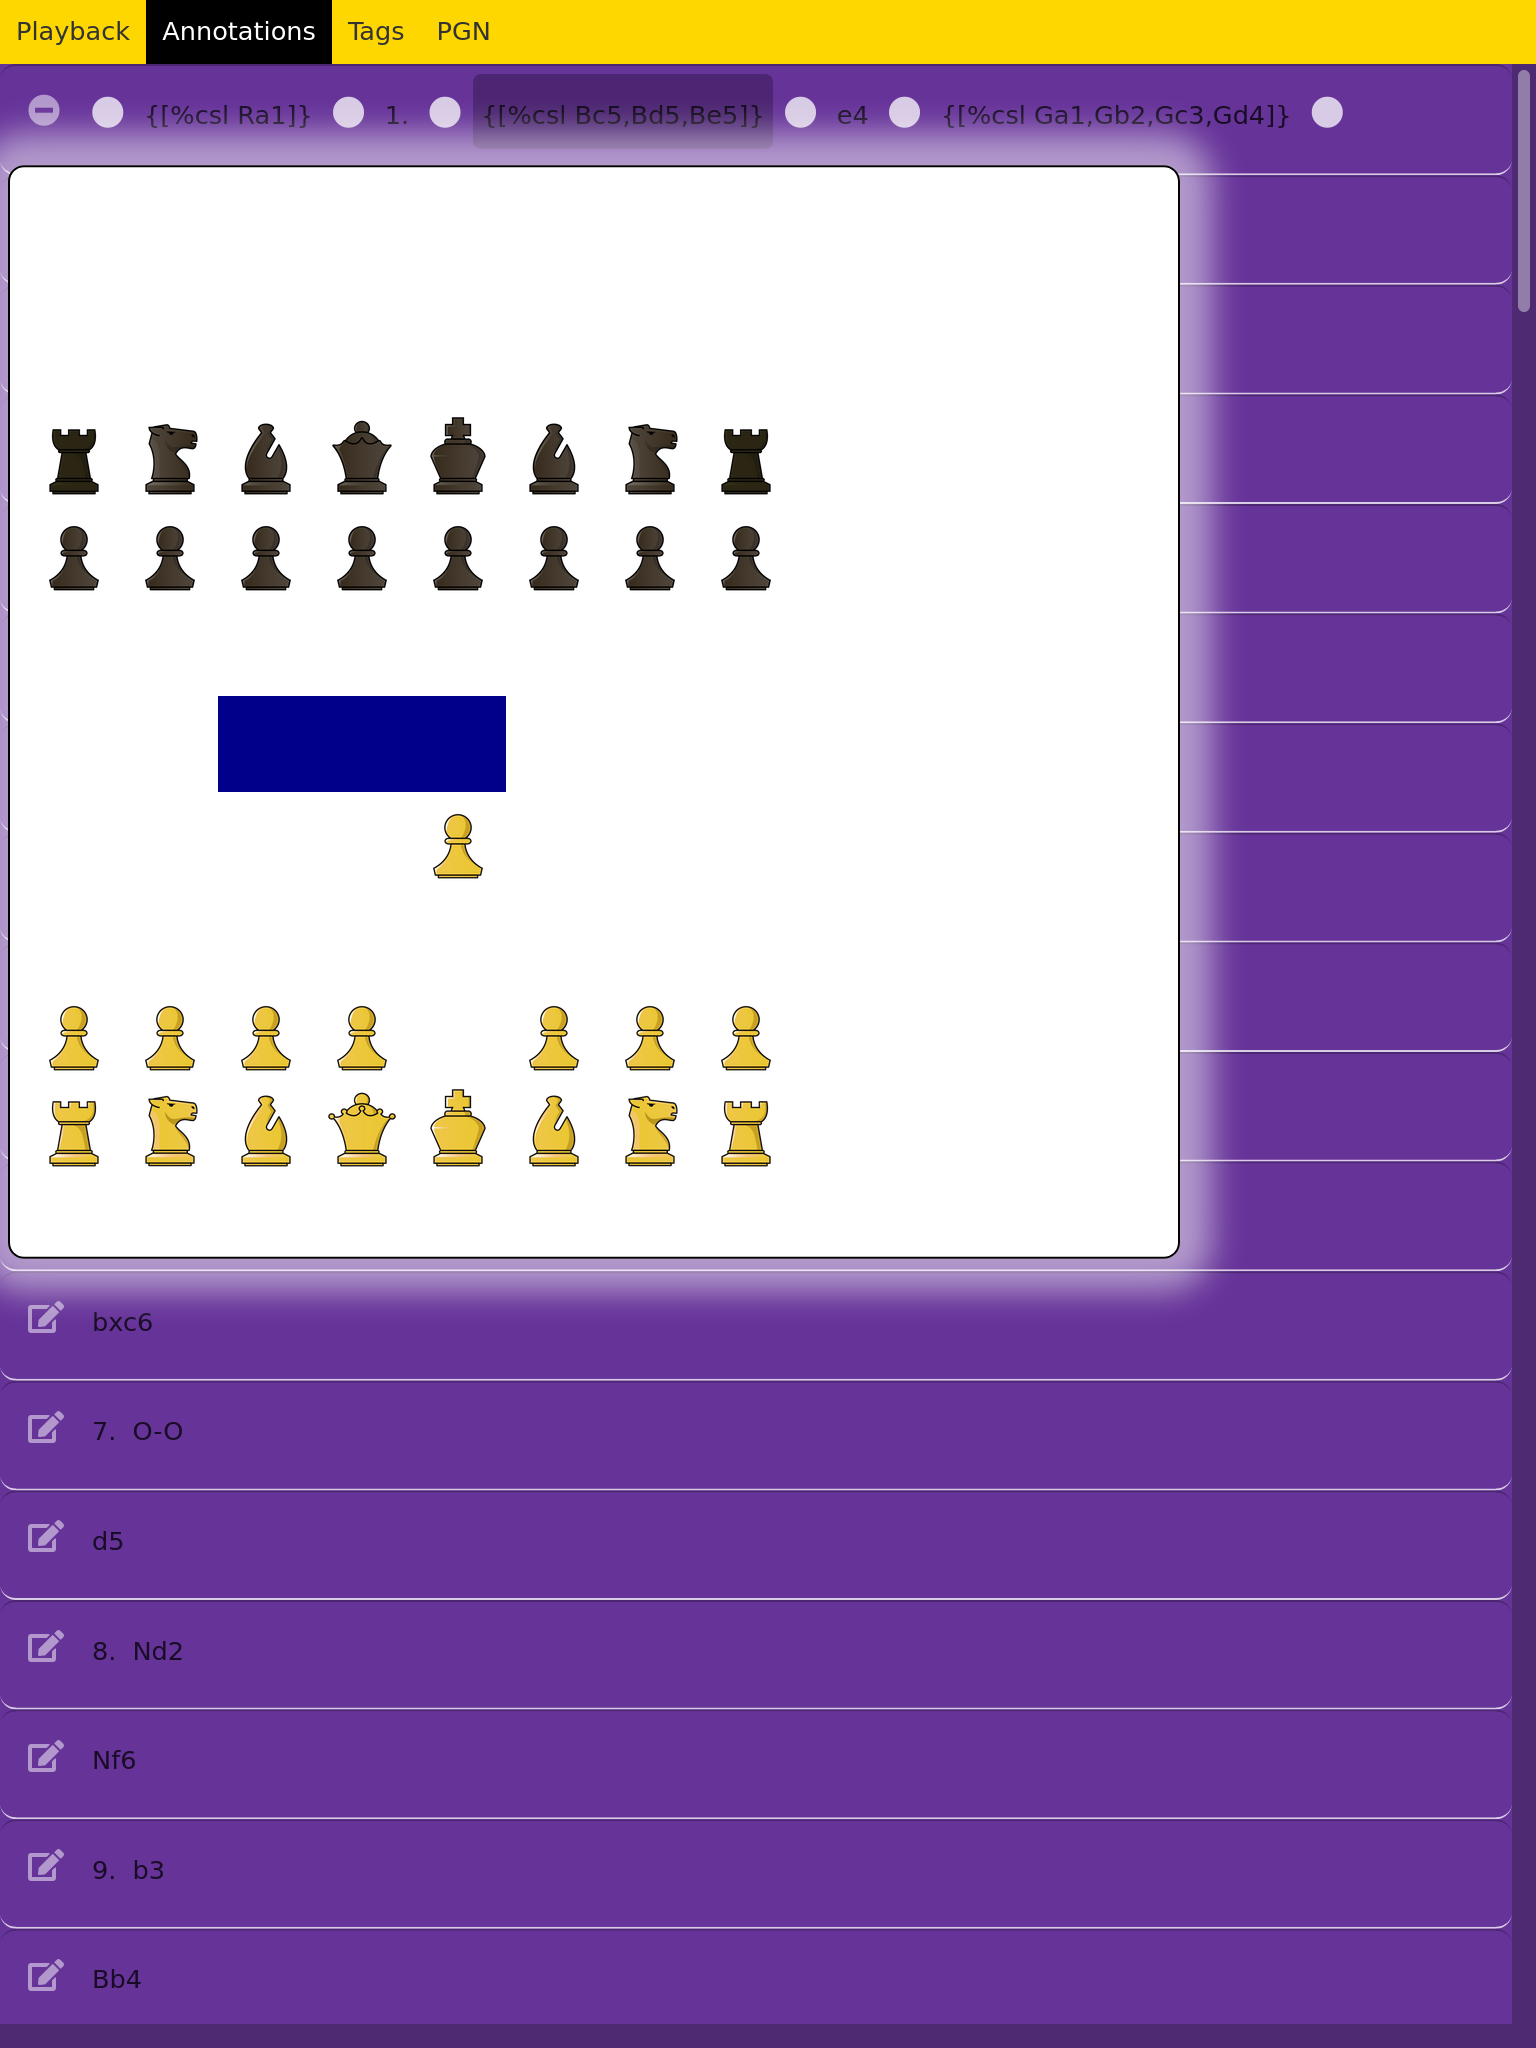 Playback Annotations Tags PGN
{[%csl Ra1]} 1. {[%csl Bc5,Bd5,Be5]} e4 {[%csl Ga1,Gb2,Gc3,Gd4]}
bxc6
7. O-O
d5
8. Nd2
Nf6
9. b3
Bb4